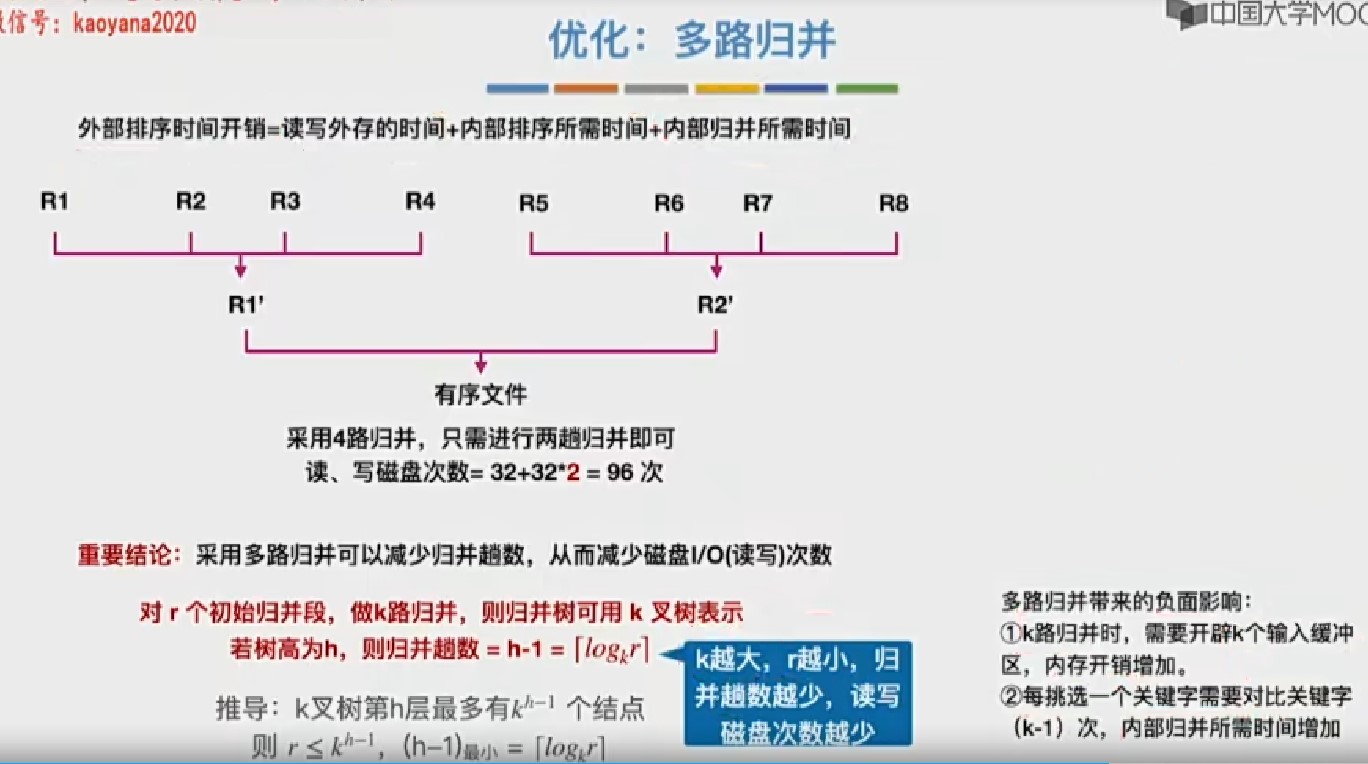 信号：kaoyana2020
中国大学MOO
优化：多路归并
外部排序时间开销=读写外存的时间+内部排序所需时间+内部归并所需时间
R1 R2 R3 R4 R5 R6 R7 R8
R1' R2'
有序文件
采用4路归并，只需进行两趟归并即可
读、写磁盘次数= 32+32*2 = 96 次
重要结论：采用多路归并可以减少归并趟数，从而减少磁盘I/O(读写)次数
对 r 个初始归并段，做k路归并，则归并树可用 k 叉树表示
若树高为h，则归并趟数 = h-1 = ⌈logₖr⌉
推导：k叉树第h层最多有kʰ⁻¹ 个结点
则 r ≤ kʰ⁻¹，(h−1)最小 = ⌈logₖr⌉
k越大，r越小，归
并趟数越少，读写
磁盘次数越少
多路归并带来的负面影响：
①k路归并时，需要开辟k个输入缓冲
区，内存开销增加。
②每挑选一个关键字需要对比关键字
（k-1）次，内部归并所需时间增加